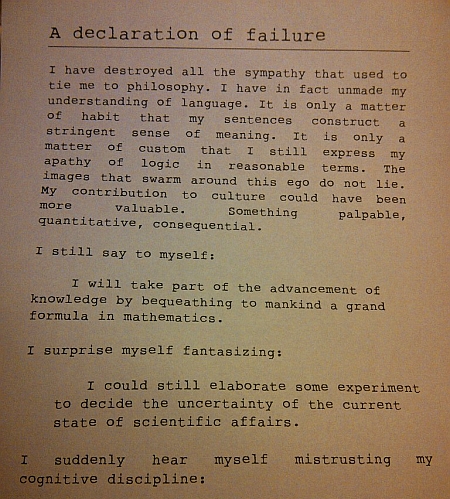 A declaration of failure
I have destroyed all the sympathy that used to
tie me to philosophy. I have in fact unmade my
understanding of language. It is only a matter
of habit that my sentences construct a
stringent sense of meaning. It is only a
matter of custom that I still express my
apathy of logic in reasonable terms. The
images that swarm around this ego do not lie.
My contribution to culture could have been
more valuable. Something palpable,
quantitative, consequential.
I still say to myself:
I will take part of the advancement of
knowledge by bequeathing to mankind a grand
formula in mathematics.
I surprise myself fantasizing:
I could still elaborate some experiment
to decide the uncertainty of the current
state of scientific affairs.
I suddenly hear myself mistrusting my
cognitive discipline: